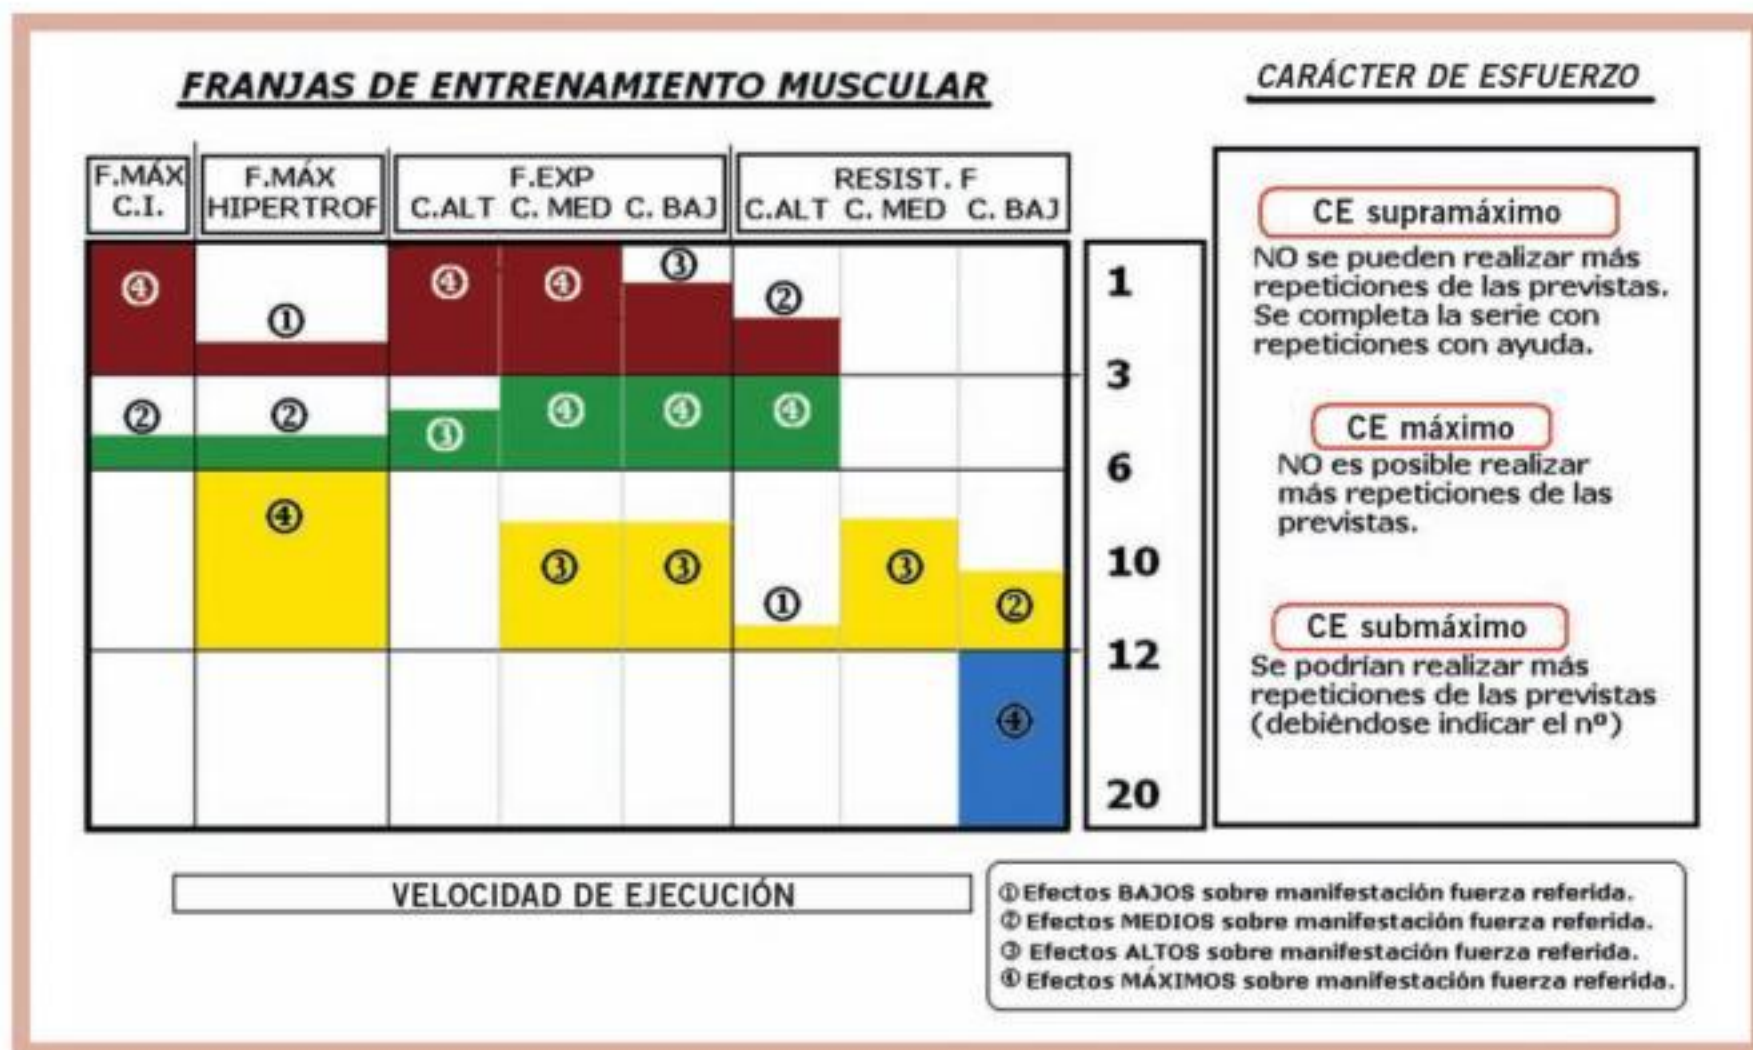 FRANJAS DE ENTRENAMIENTO MUSCULAR
CARÁCTER DE ESFUERZO
F.MÁX
C.I.
F.MÁX
HIPERTROF
F.EXP
C.ALT C. MED C. BAJ
RESIST. F
C.ALT C. MED C. BAJ
④ ① ④ ④ ③ ②
② ② ③ ④ ④ ④
④ ③ ③ ① ③ ②
④
1
3
6
10
12
20
CE supramáximo
NO se pueden realizar más
repeticiones de las previstas.
Se completa la serie con
repeticiones con ayuda.
CE máximo
NO es posible realizar
más repeticiones de las
previstas.
CE submáximo
Se podrían realizar más
repeticiones de las previstas
(debiéndose indicar el nº)
VELOCIDAD DE EJECUCIÓN
① Efectos BAJOS sobre manifestación fuerza referida.
② Efectos MEDIOS sobre manifestación fuerza referida.
③ Efectos ALTOS sobre manifestación fuerza referida.
④ Efectos MÁXIMOS sobre manifestación fuerza referida.